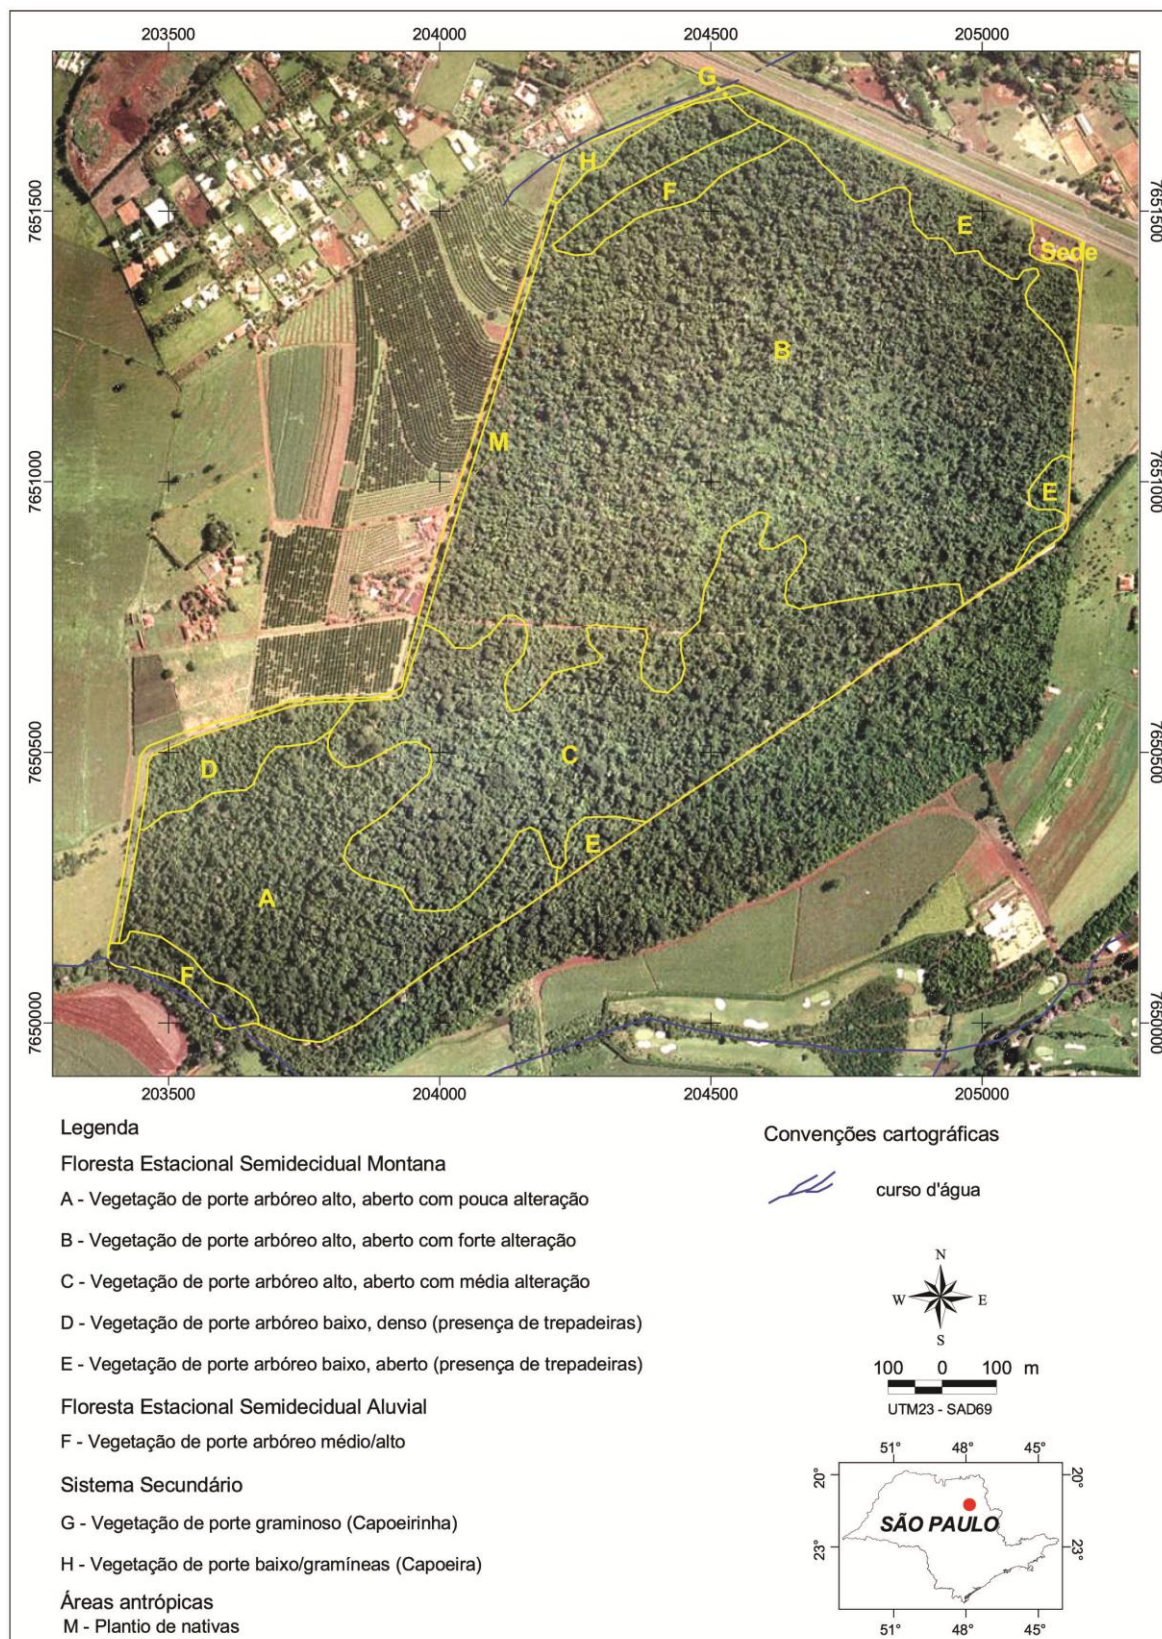 203500 204000 204500 205000
G
H
F
E
7651500 7651500
Sede
B
M
7651000 E 7651000
C
7650500 7650500
D
E
A
F
7650000 7650000
203500 204000 204500 205000
Legenda
Floresta Estacional Semidecidual Montana
A - Vegetação de porte arbóreo alto, aberto com pouca alteração
B - Vegetação de porte arbóreo alto, aberto com forte alteração
C - Vegetação de porte arbóreo alto, aberto com média alteração
D - Vegetação de porte arbóreo baixo, denso (presença de trepadeiras)
E - Vegetação de porte arbóreo baixo, aberto (presença de trepadeiras)
Floresta Estacional Semidecidual Aluvial
F - Vegetação de porte arbóreo médio/alto
Sistema Secundário
G - Vegetação de porte graminoso (Capoeirinha)
H - Vegetação de porte baixo/gramíneas (Capoeira)
Áreas antrópicas
M - Plantio de nativas
Convenções cartográficas
curso d'água
N
W E
S
100 0 100 m
UTM23 - SAD69
51° 48° 45°
20° 20°
SÃO PAULO
23° 23°
51° 48° 45°